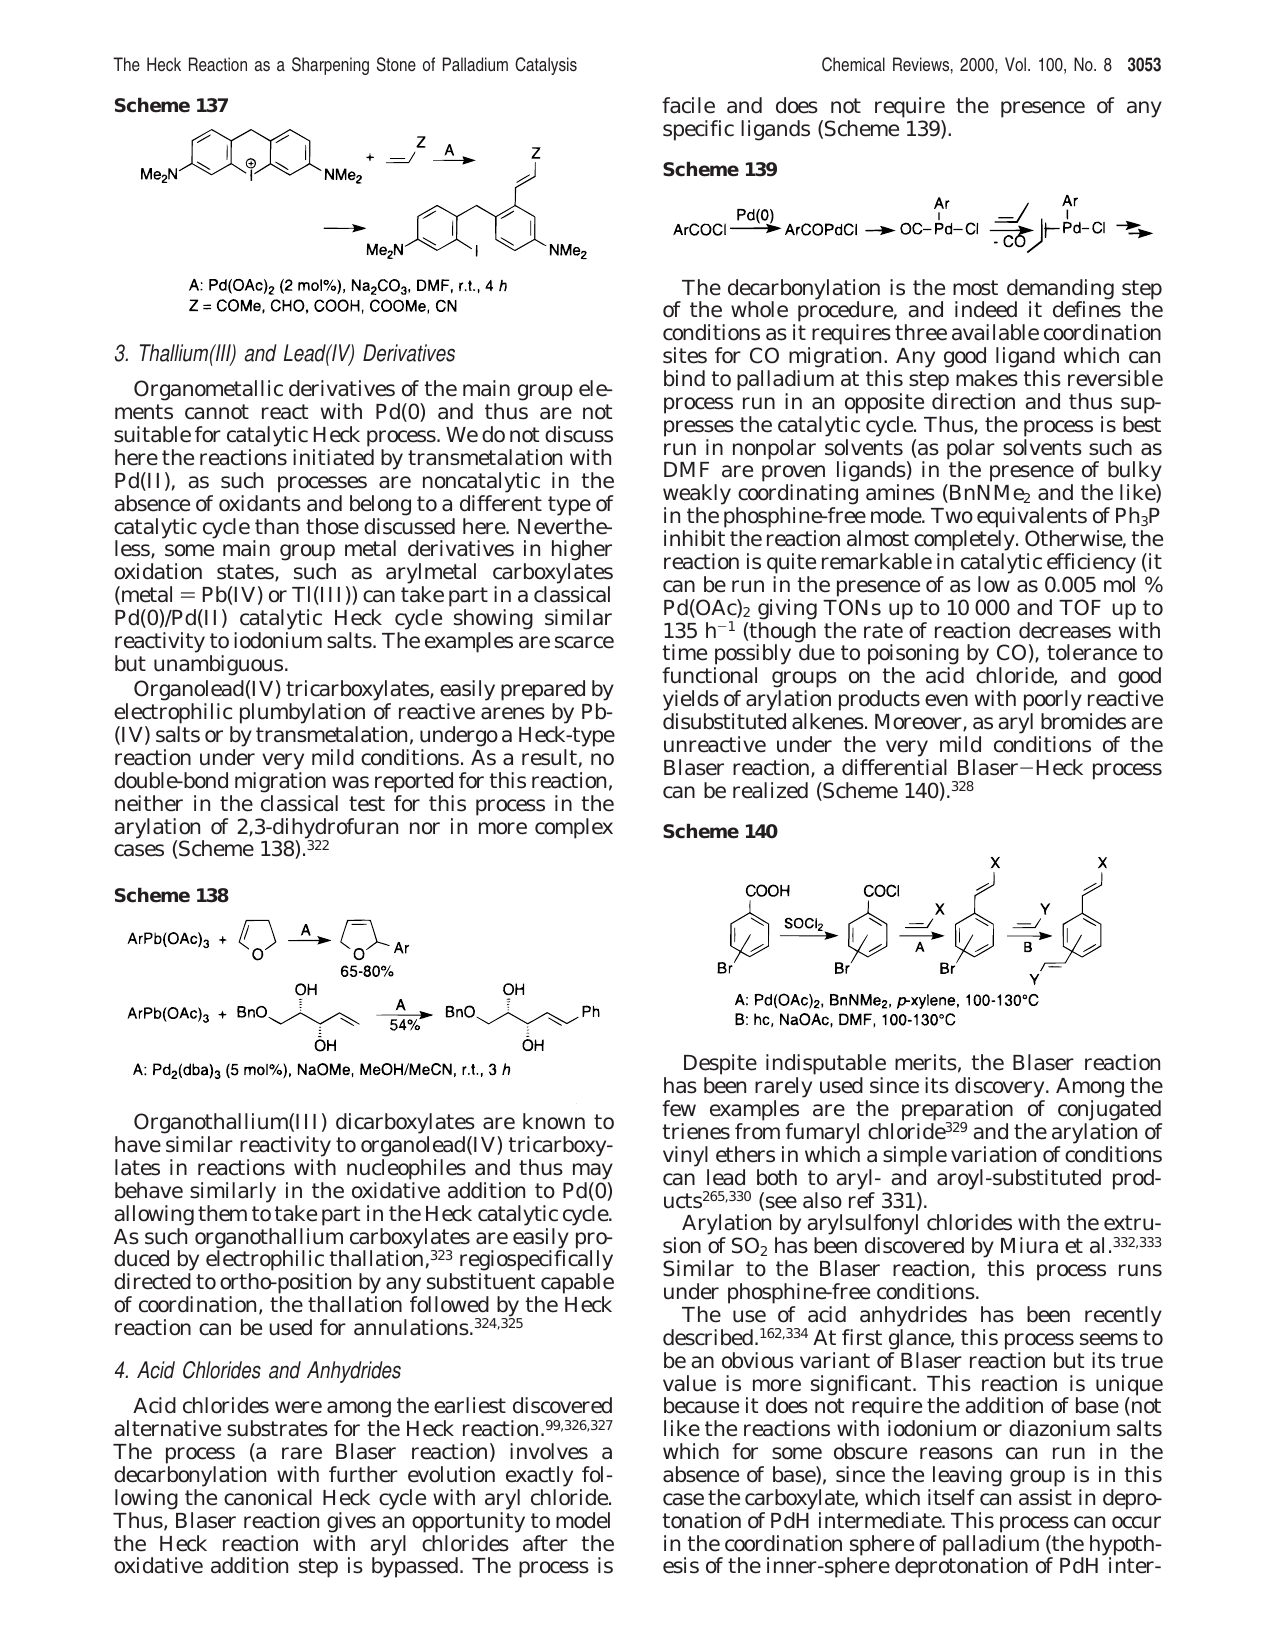 The Heck Reaction as a Sharpening Stone of Palladium Catalysis
Chemical Reviews, 2000, Vol. 100, No. 8 3053
Scheme 137
Me₂N
I
⊕
NMe₂
+
Z
A
Z
Me₂N
I
NMe₂
A: Pd(OAc)₂ (2 mol%), Na₂CO₃, DMF, r.t., 4 h
Z = COMe, CHO, COOH, COOMe, CN
3. Thallium(III) and Lead(IV) Derivatives
Organometallic derivatives of the main group ele-
ments cannot react with Pd(0) and thus are not
suitable for catalytic Heck process. We do not discuss
here the reactions initiated by transmetalation with
Pd(II), as such processes are noncatalytic in the
absence of oxidants and belong to a different type of
catalytic cycle than those discussed here. Neverthe-
less, some main group metal derivatives in higher
oxidation states, such as arylmetal carboxylates
(metal = Pb(IV) or Tl(III)) can take part in a classical
Pd(0)/Pd(II) catalytic Heck cycle showing similar
reactivity to iodonium salts. The examples are scarce
but unambiguous.
Organolead(IV) tricarboxylates, easily prepared by
electrophilic plumbylation of reactive arenes by Pb-
(IV) salts or by transmetalation, undergo a Heck-type
reaction under very mild conditions. As a result, no
double-bond migration was reported for this reaction,
neither in the classical test for this process in the
arylation of 2,3-dihydrofuran nor in more complex
cases (Scheme 138).³²²
Scheme 138
ArPb(OAc)₃ +
O
A
O
Ar
65-80%
ArPb(OAc)₃ + BnO
OH
OH
A
54%
BnO
OH
OH
Ph
A: Pd₂(dba)₃ (5 mol%), NaOMe, MeOH/MeCN, r.t., 3 h
Organothallium(III) dicarboxylates are known to
have similar reactivity to organolead(IV) tricarboxy-
lates in reactions with nucleophiles and thus may
behave similarly in the oxidative addition to Pd(0)
allowing them to take part in the Heck catalytic cycle.
As such organothallium carboxylates are easily pro-
duced by electrophilic thallation,³²³ regiospecifically
directed to ortho-position by any substituent capable
of coordination, the thallation followed by the Heck
reaction can be used for annulations.³²⁴,³²⁵
4. Acid Chlorides and Anhydrides
Acid chlorides were among the earliest discovered
alternative substrates for the Heck reaction.⁹⁹,³²⁶,³²⁷
The process (a rare Blaser reaction) involves a
decarbonylation with further evolution exactly fol-
lowing the canonical Heck cycle with aryl chloride.
Thus, Blaser reaction gives an opportunity to model
the Heck reaction with aryl chlorides after the
oxidative addition step is bypassed. The process is
facile and does not require the presence of any
specific ligands (Scheme 139).
Scheme 139
ArCOCl
Pd(0)
ArCOPdCl
Ar
OC–Pd–Cl
- CO
Ar
Pd–Cl
The decarbonylation is the most demanding step
of the whole procedure, and indeed it defines the
conditions as it requires three available coordination
sites for CO migration. Any good ligand which can
bind to palladium at this step makes this reversible
process run in an opposite direction and thus sup-
presses the catalytic cycle. Thus, the process is best
run in nonpolar solvents (as polar solvents such as
DMF are proven ligands) in the presence of bulky
weakly coordinating amines (BnNMe₂ and the like)
in the phosphine-free mode. Two equivalents of Ph₃P
inhibit the reaction almost completely. Otherwise, the
reaction is quite remarkable in catalytic efficiency (it
can be run in the presence of as low as 0.005 mol %
Pd(OAc)₂ giving TONs up to 10 000 and TOF up to
135 h⁻¹ (though the rate of reaction decreases with
time possibly due to poisoning by CO), tolerance to
functional groups on the acid chloride, and good
yields of arylation products even with poorly reactive
disubstituted alkenes. Moreover, as aryl bromides are
unreactive under the very mild conditions of the
Blaser reaction, a differential Blaser−Heck process
can be realized (Scheme 140).³²⁸
Scheme 140
COOH
Br
SOCl₂
COCl
Br
X
A
X
Br
Y
B
X
Y
A: Pd(OAc)₂, BnNMe₂, p-xylene, 100-130°C
B: hc, NaOAc, DMF, 100-130°C
Despite indisputable merits, the Blaser reaction
has been rarely used since its discovery. Among the
few examples are the preparation of conjugated
trienes from fumaryl chloride³²⁹ and the arylation of
vinyl ethers in which a simple variation of conditions
can lead both to aryl- and aroyl-substituted prod-
ucts²⁶⁵,³³⁰ (see also ref 331).
Arylation by arylsulfonyl chlorides with the extru-
sion of SO₂ has been discovered by Miura et al.³³²,³³³
Similar to the Blaser reaction, this process runs
under phosphine-free conditions.
The use of acid anhydrides has been recently
described.¹⁶²,³³⁴ At first glance, this process seems to
be an obvious variant of Blaser reaction but its true
value is more significant. This reaction is unique
because it does not require the addition of base (not
like the reactions with iodonium or diazonium salts
which for some obscure reasons can run in the
absence of base), since the leaving group is in this
case the carboxylate, which itself can assist in depro-
tonation of PdH intermediate. This process can occur
in the coordination sphere of palladium (the hypoth-
esis of the inner-sphere deprotonation of PdH inter-